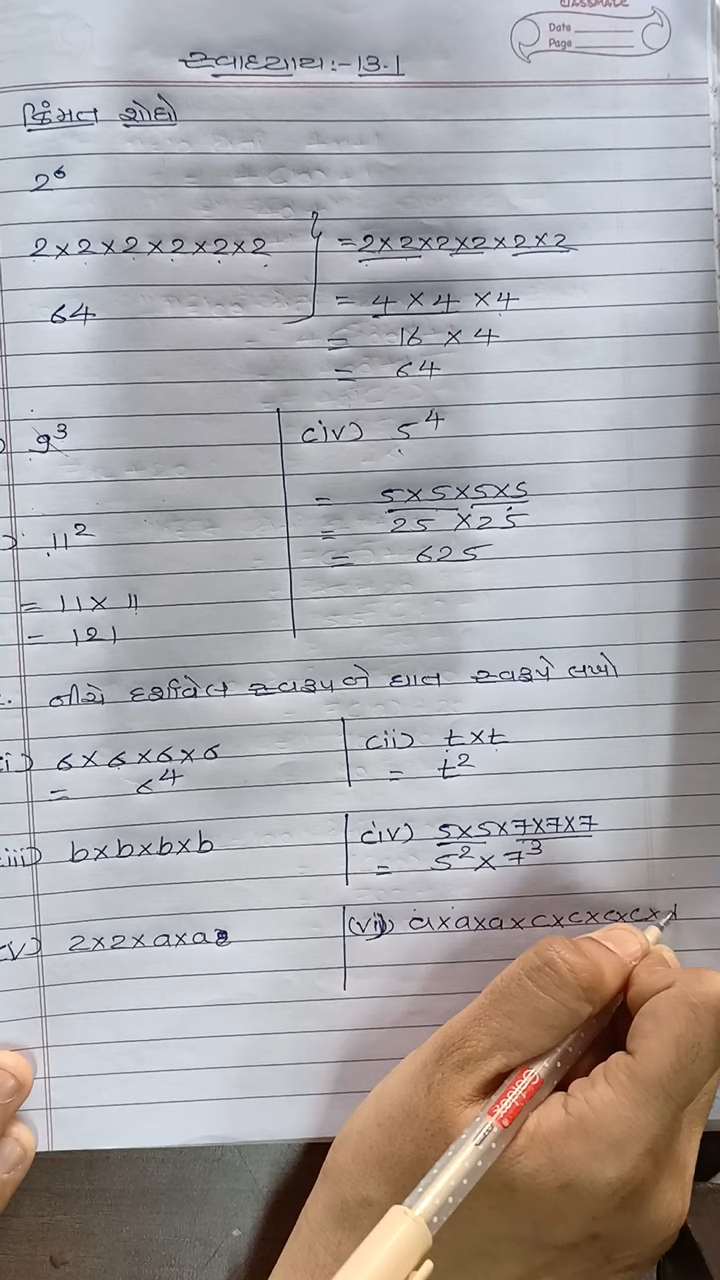 CLASSMATE
Date
Page
સ્વાધ્યાય:-13.1
કિંમત શોધો
2⁶
2×2×2×2×2×2
= 2×2×2×2×2×2
64
= 4×4×4
= 16 ×4
= 64
9³
11²
= 11× 11
- 121
(iv) 5⁴
= 5×5×5×5
= 25 ×25
= 625
નીચે દર્શાવેલ સ્વરૂપ ને ઘાત સ્વરૂપે લખો
i) 6×6×6×6
= 6⁴
(ii) t×t
= t²
iii) b×b×b×b
(iv) 5×5×7×7×7
= 5²×7³
v) 2×2×a×a
(vi) a×a×a×c×c×c×c×